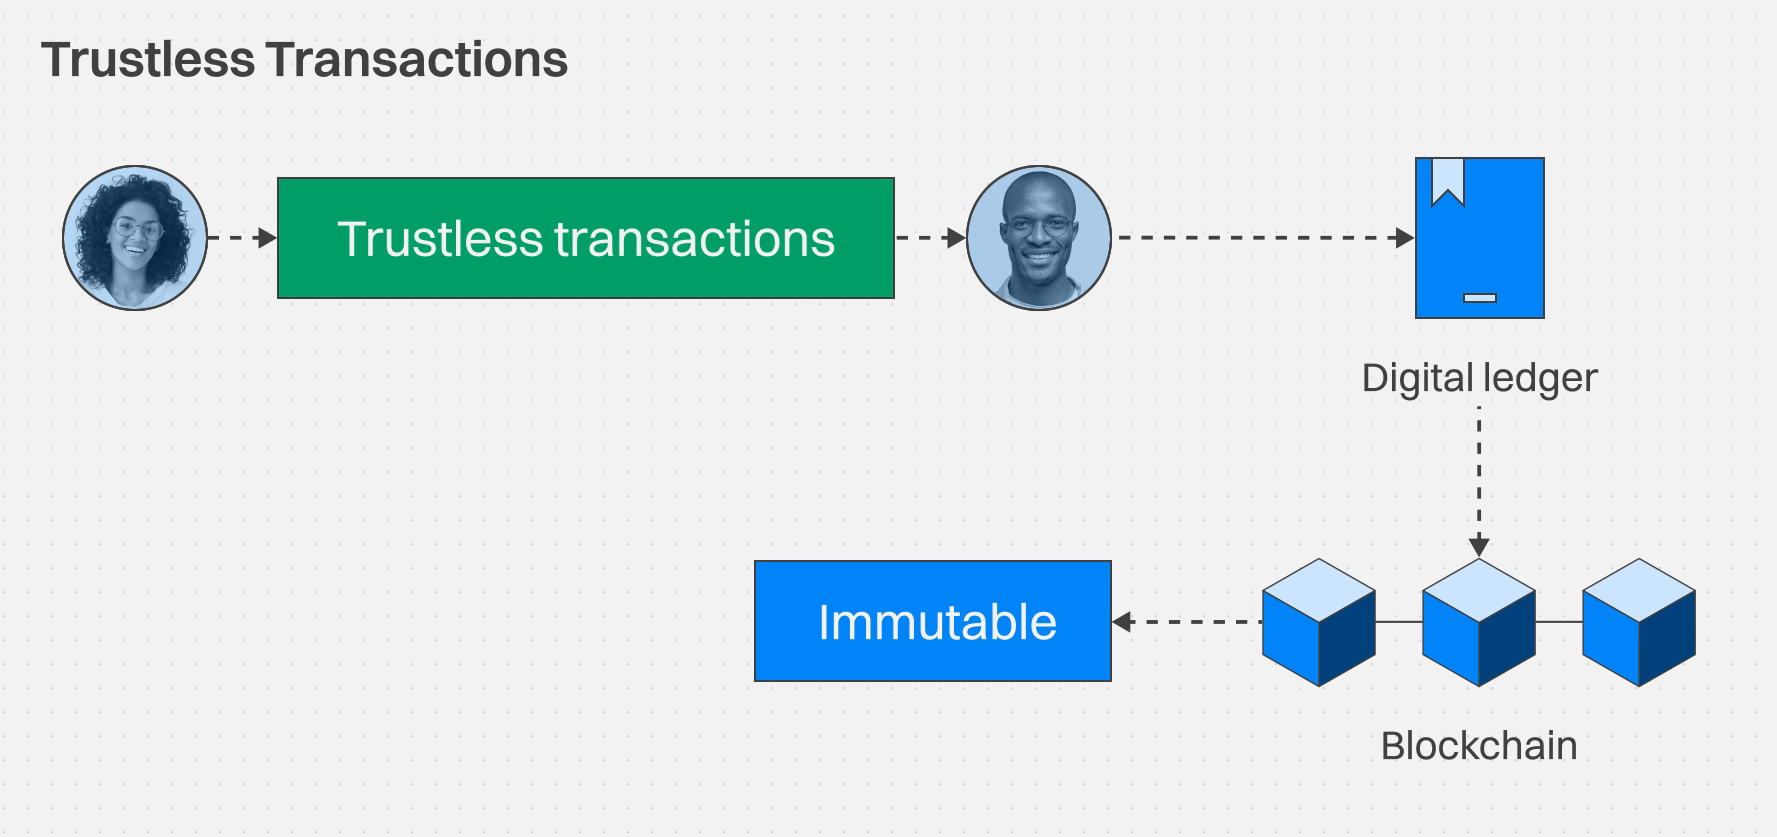 Trustless Transactions
Trustless transactions
Digital ledger
Immutable
Blockchain